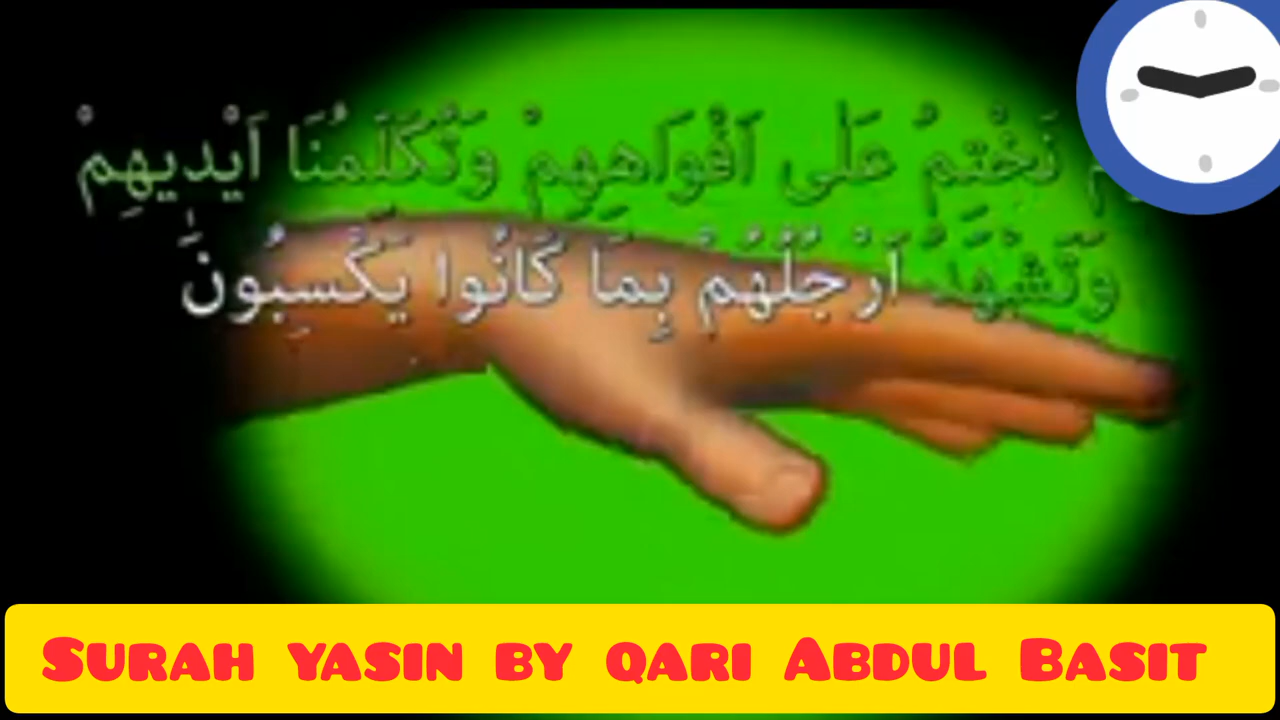 نَخْتِمُ عَلٰى اَفْوَاهِهِمْ وَتُكَلِّمُنَا اَيْدِيهِمْ
وَتَشْهَدُ اَرْجُلُهُمْ بِمَا كَانُوا يَكْسِبُونَ
Surah yasin by qari Abdul Basit